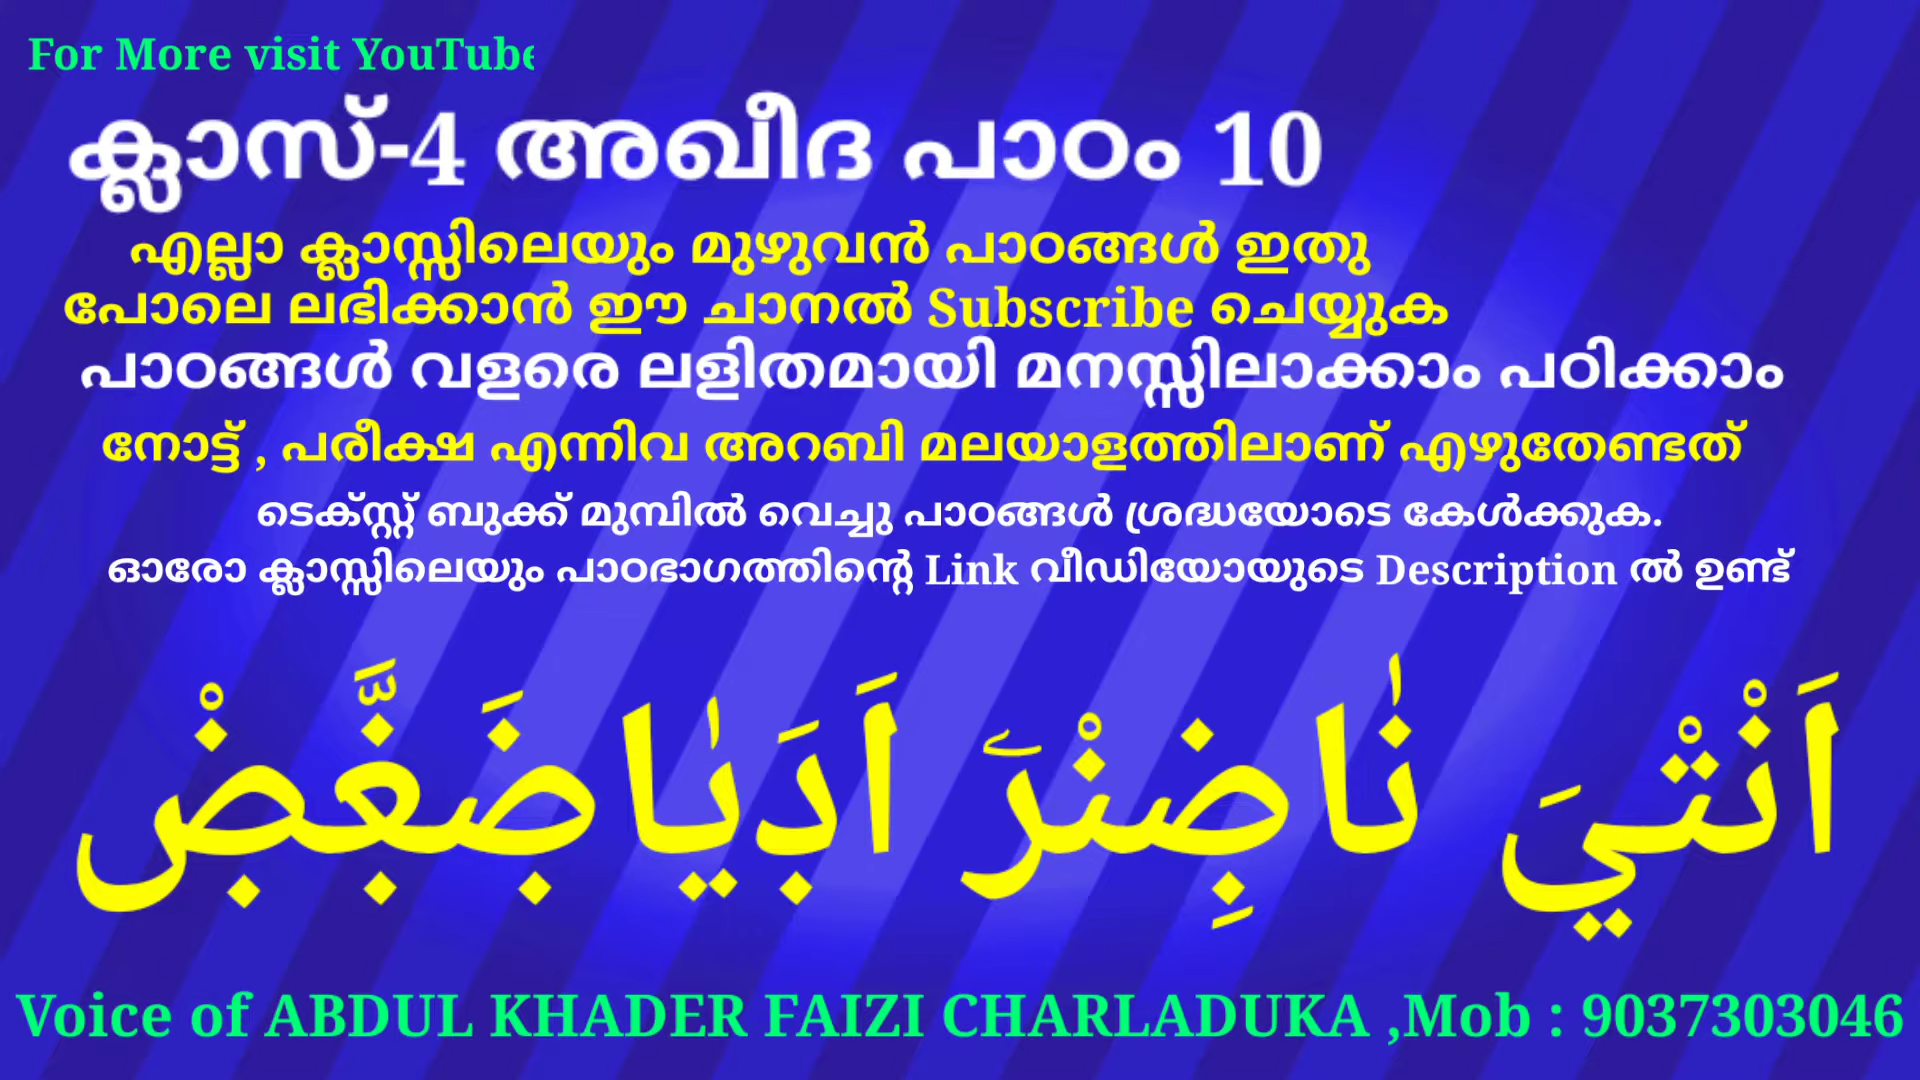 For More visit YouTube
ക്ലാസ്-4 അഖീദ പാഠം 10
എല്ലാ ക്ലാസ്സിലെയും മുഴുവൻ പാഠങ്ങൾ ഇതു
പോലെ ലഭിക്കാൻ ഈ ചാനൽ Subscribe ചെയ്യുക
പാഠങ്ങൾ വളരെ ലളിതമായി മനസ്സിലാക്കാം പഠിക്കാം
നോട്ട് , പരീക്ഷ എന്നിവ അറബി മലയാളത്തിലാണ് എഴുതേണ്ടത്
ടെക്സ്റ്റ് ബുക്ക് മുമ്പിൽ വെച്ചു പാഠങ്ങൾ ശ്രദ്ധയോടെ കേൾക്കുക.
ഓരോ ക്ലാസ്സിലെയും പാഠഭാഗത്തിന്റെ Link വീഡിയോയുടെ Description ൽ ഉണ്ട്
Voice of ABDUL KHADER FAIZI CHARLADUKA ,Mob : 9037303046